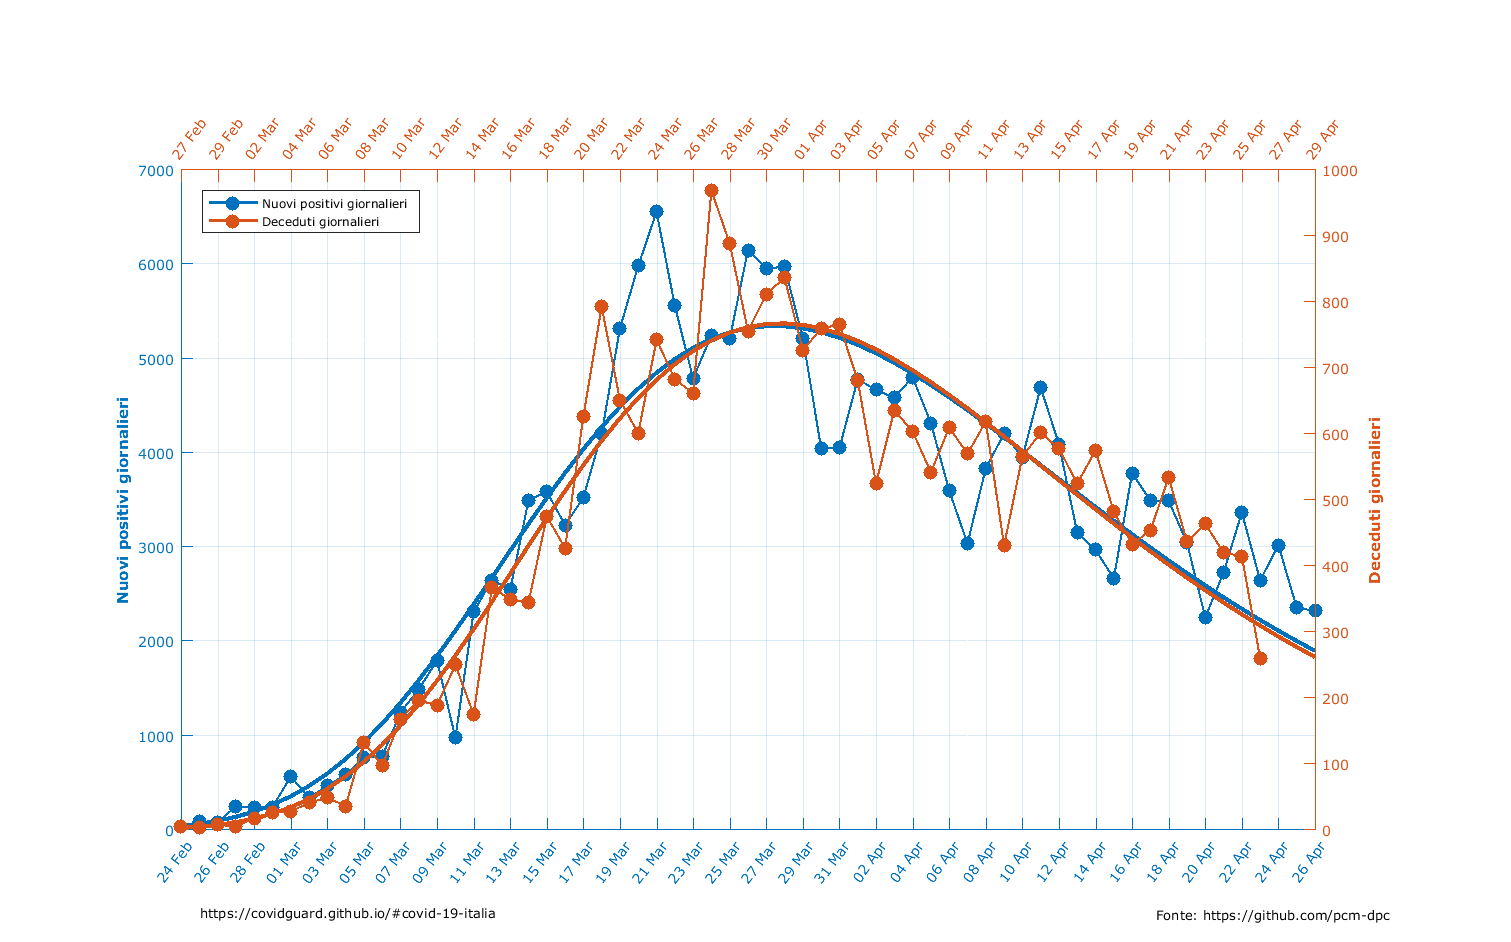 27 Feb 29 Feb 02 Mar 04 Mar 06 Mar 08 Mar 10 Mar 12 Mar 14 Mar 16 Mar 18 Mar 20 Mar 22 Mar 24 Mar 26 Mar 28 Mar 30 Mar 01 Apr 03 Apr 05 Apr 07 Apr 09 Apr 11 Apr 13 Apr 15 Apr 17 Apr 19 Apr 21 Apr 23 Apr 25 Apr 27 Apr 29 Apr
Nuovi positivi giornalieri
Deceduti giornalieri
Nuovi positivi giornalieri
7000
6000
5000
4000
3000
2000
1000
0
1000
900
800
700
600
500
400
300
200
100
0
Deceduti giornalieri
24 Feb 26 Feb 28 Feb 01 Mar 03 Mar 05 Mar 07 Mar 09 Mar 11 Mar 13 Mar 15 Mar 17 Mar 19 Mar 21 Mar 23 Mar 25 Mar 27 Mar 29 Mar 31 Mar 02 Apr 04 Apr 06 Apr 08 Apr 10 Apr 12 Apr 14 Apr 16 Apr 18 Apr 20 Apr 22 Apr 24 Apr 26 Apr
https://covidguard.github.io/#covid-19-italia
Fonte: https://github.com/pcm-dpc